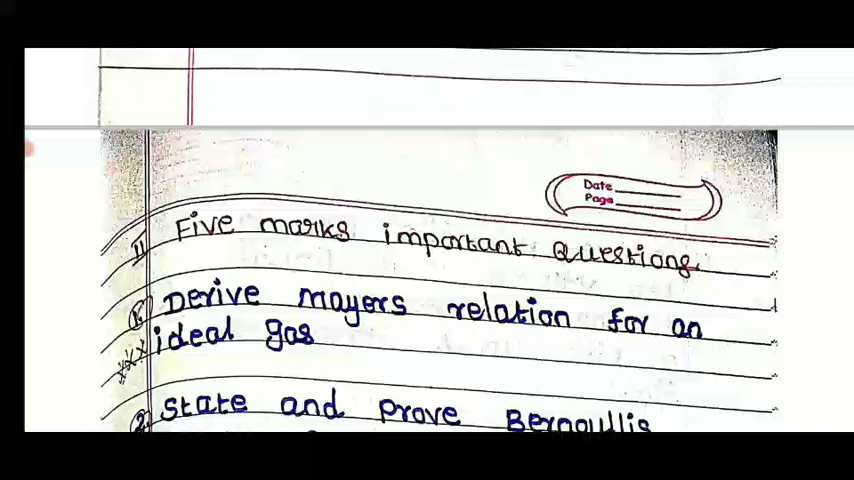 Date
Page
II Five marks important Questions.
1. Derive mayers relation for an
xxx ideal gas
2. State and prove Bernoullis